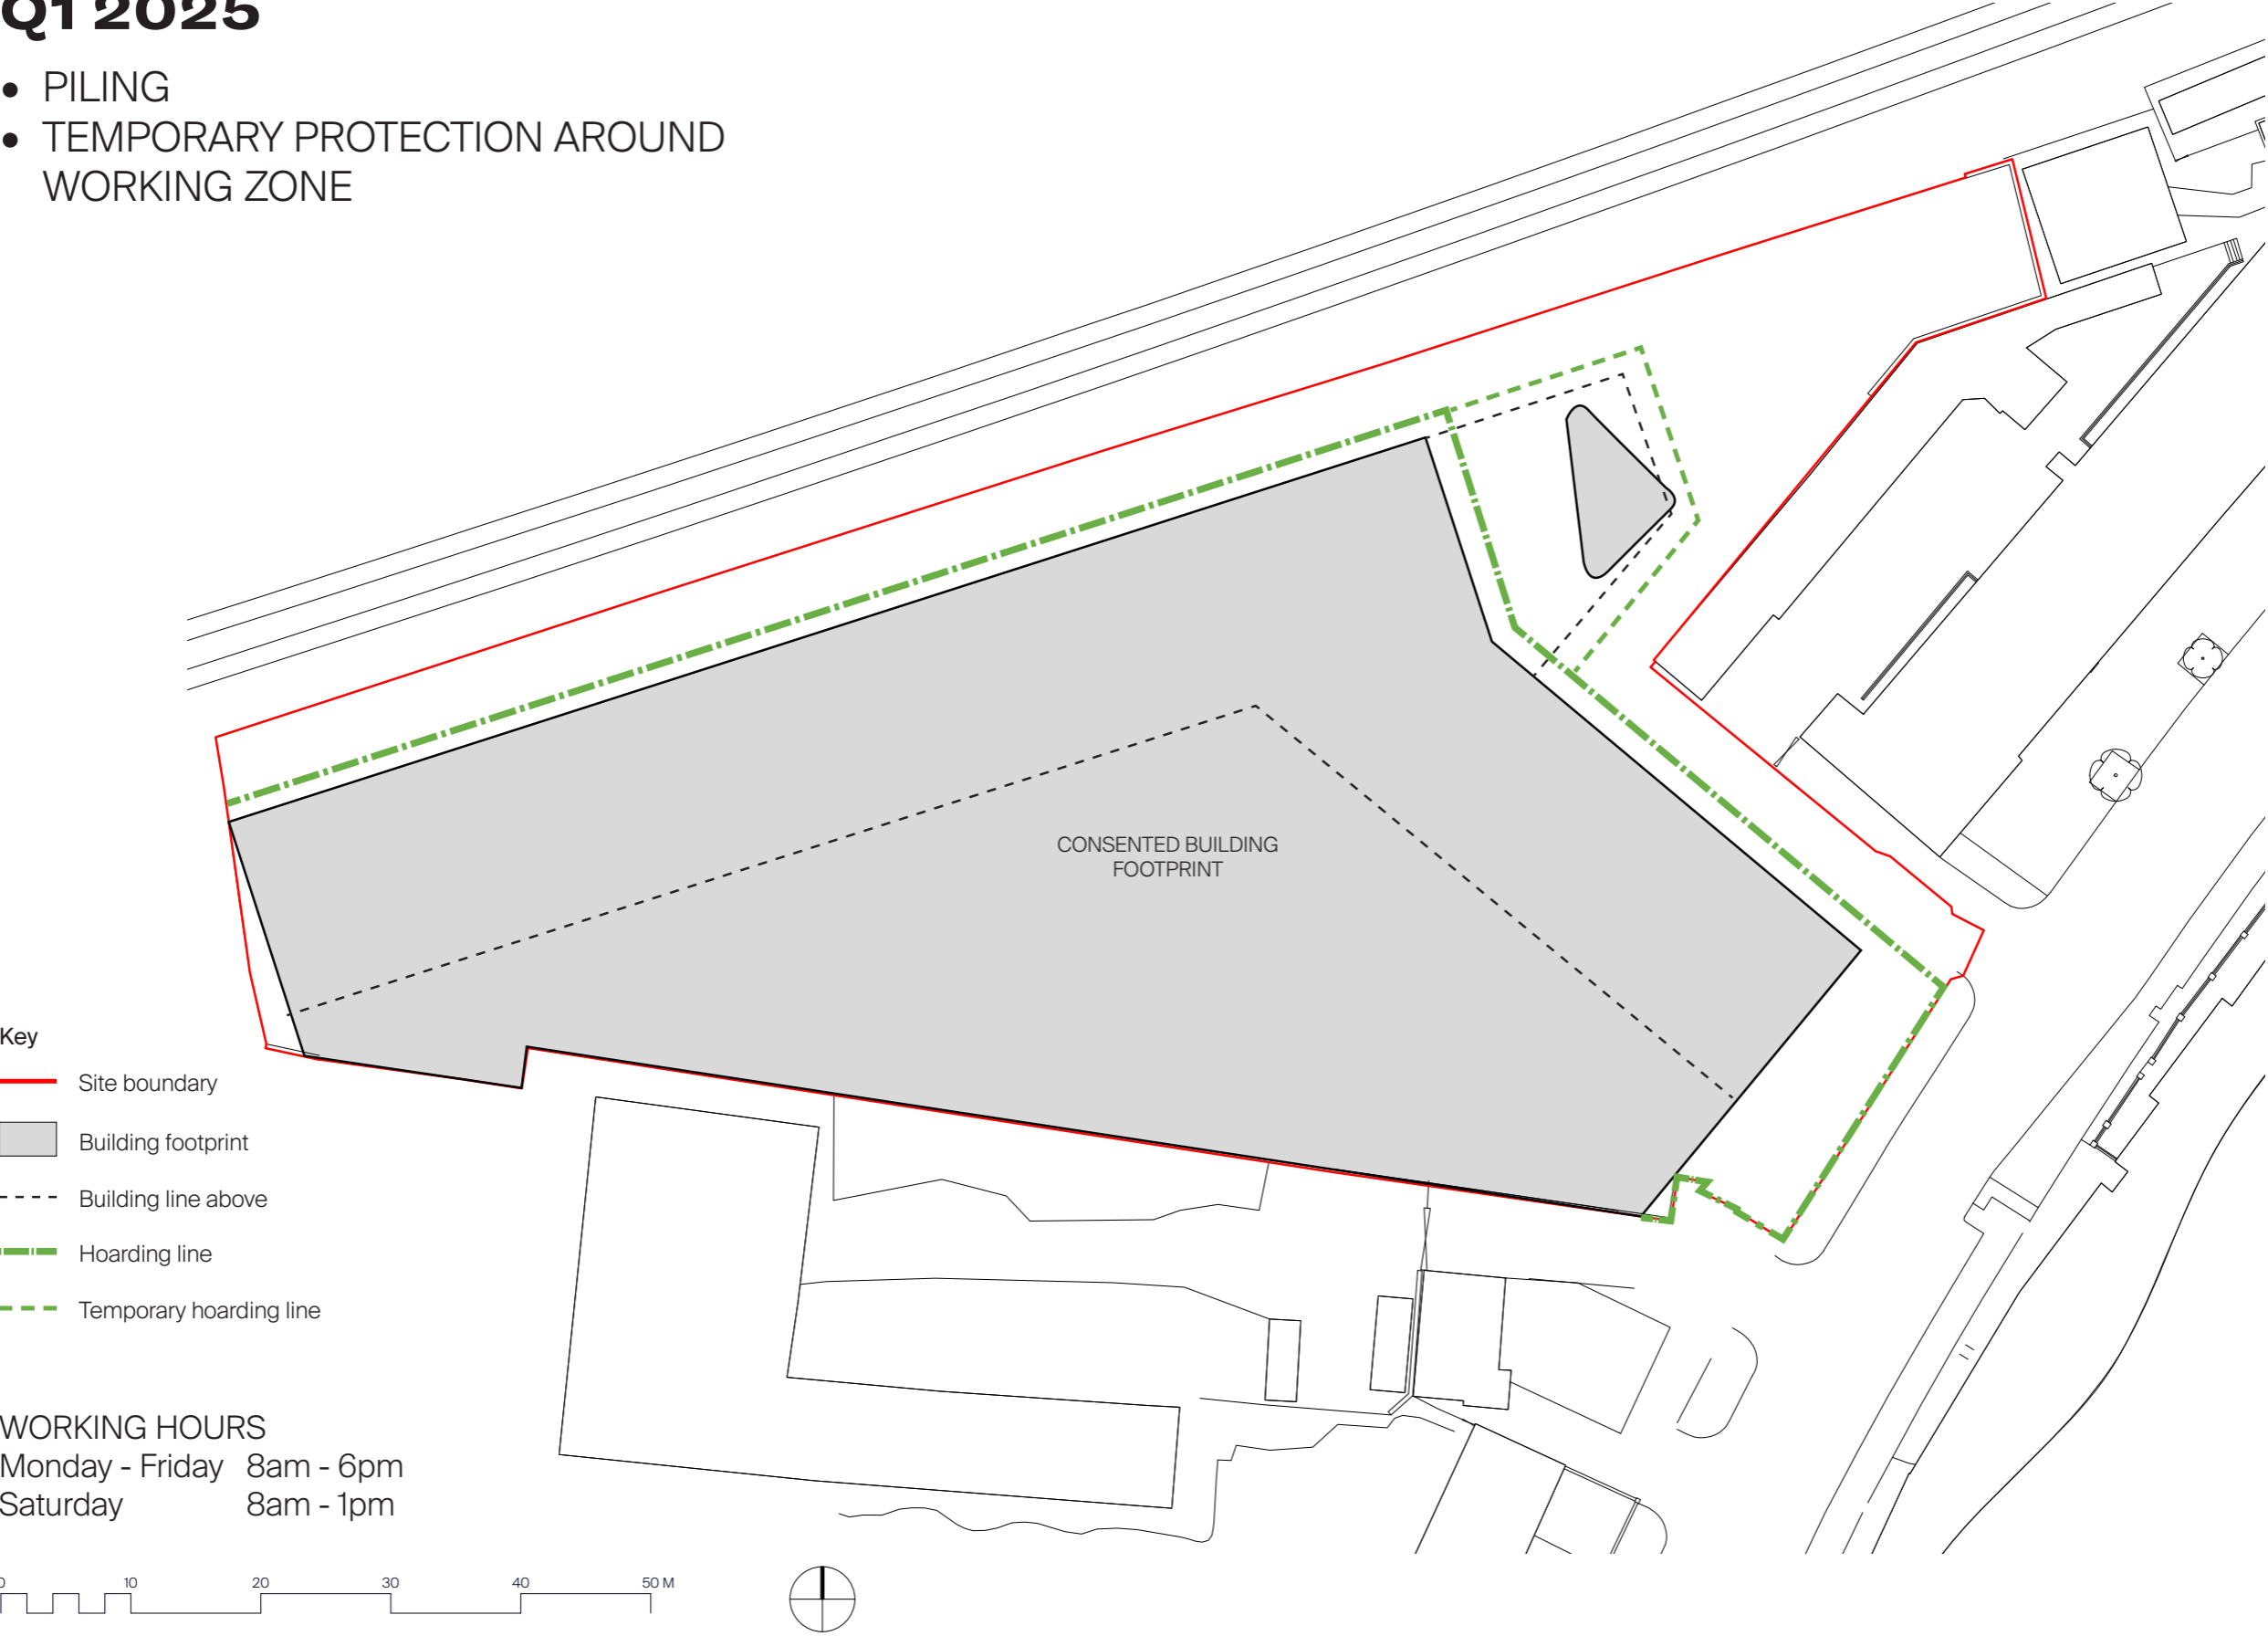 Q1 2025
• PILING
• TEMPORARY PROTECTION AROUND
WORKING ZONE
CONSENTED BUILDING
FOOTPRINT
Key
Site boundary
Building footprint
Building line above
Hoarding line
Temporary hoarding line
WORKING HOURS
Monday - Friday 8am - 6pm
Saturday 8am - 1pm
0 10 20 30 40 50 M